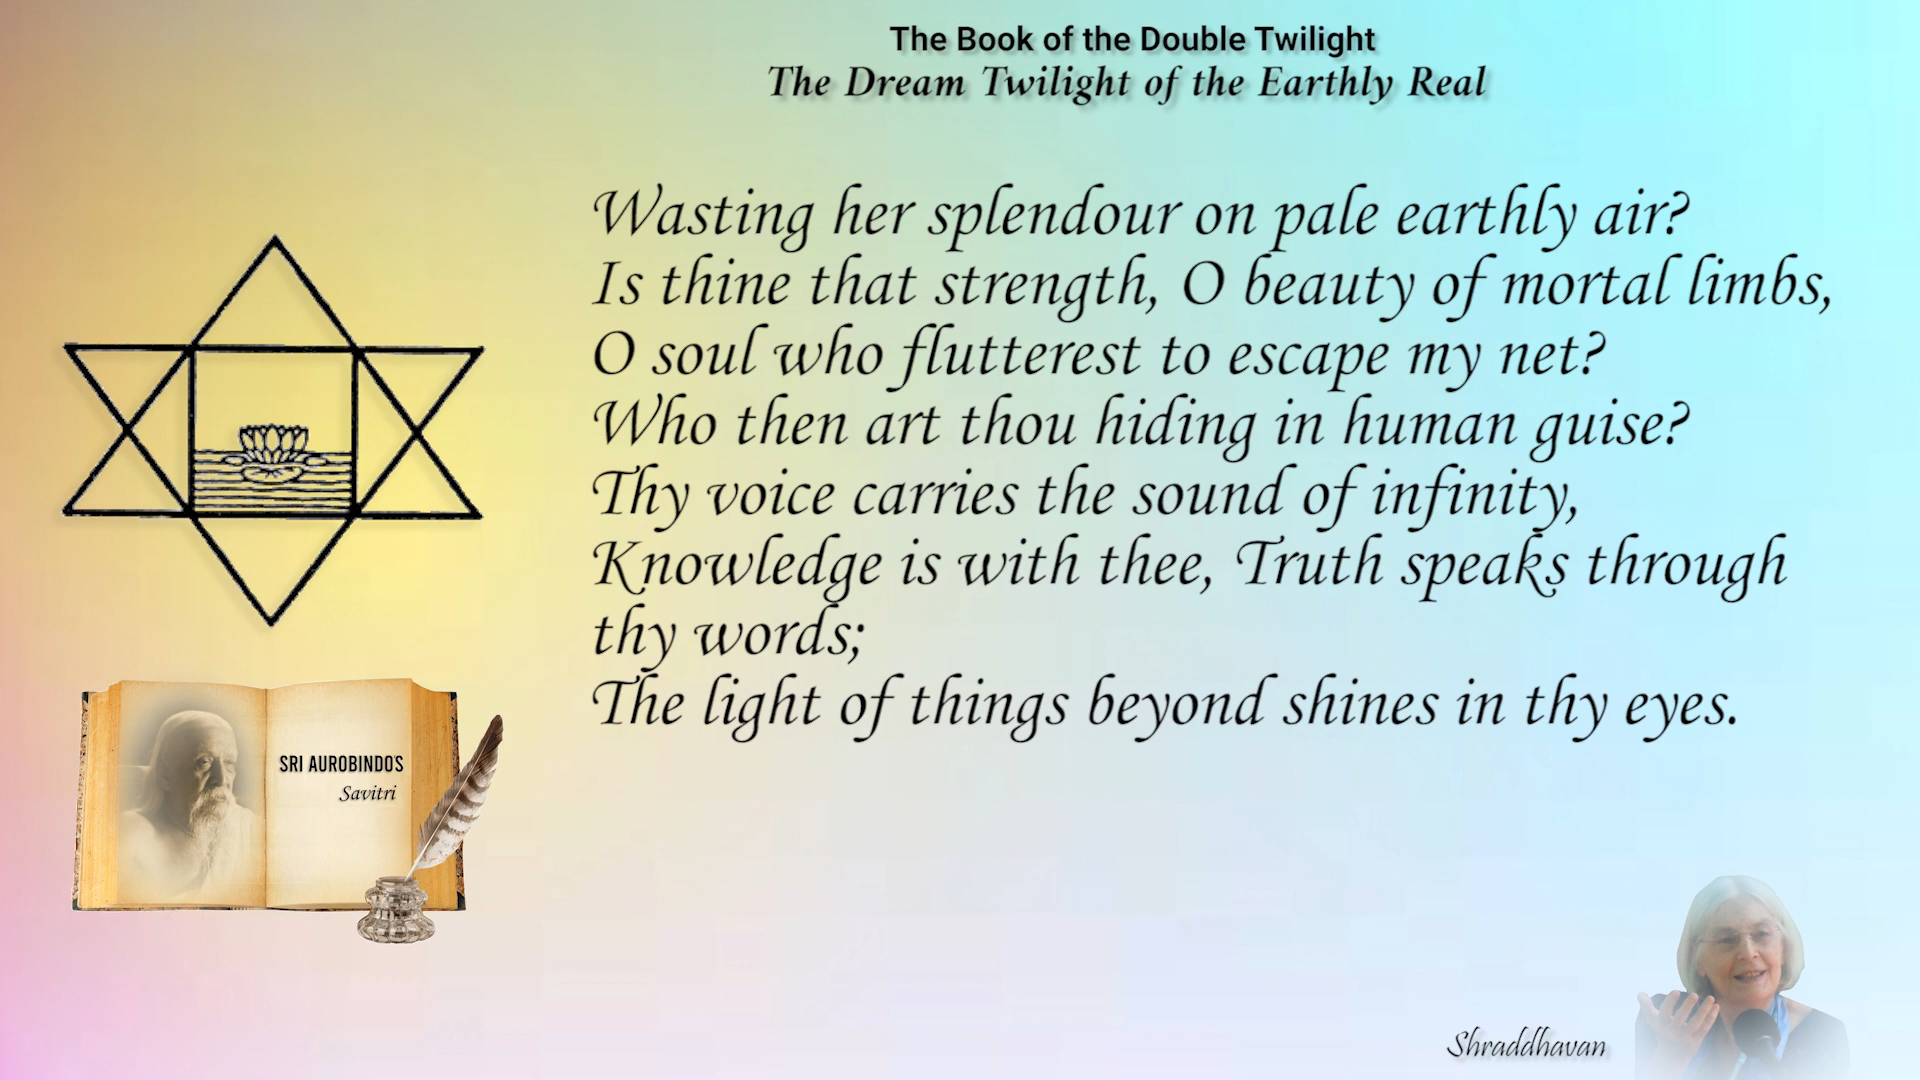 The Book of the Double Twilight
The Dream Twilight of the Earthly Real
Wasting her splendour on pale earthly air?
Is thine that strength, O beauty of mortal limbs,
O soul who flutterest to escape my net?
Who then art thou hiding in human guise?
Thy voice carries the sound of infinity,
Knowledge is with thee, Truth speaks through
thy words;
The light of things beyond shines in thy eyes.
SRI AUROBINDO'S
Savitri
Shraddhavan